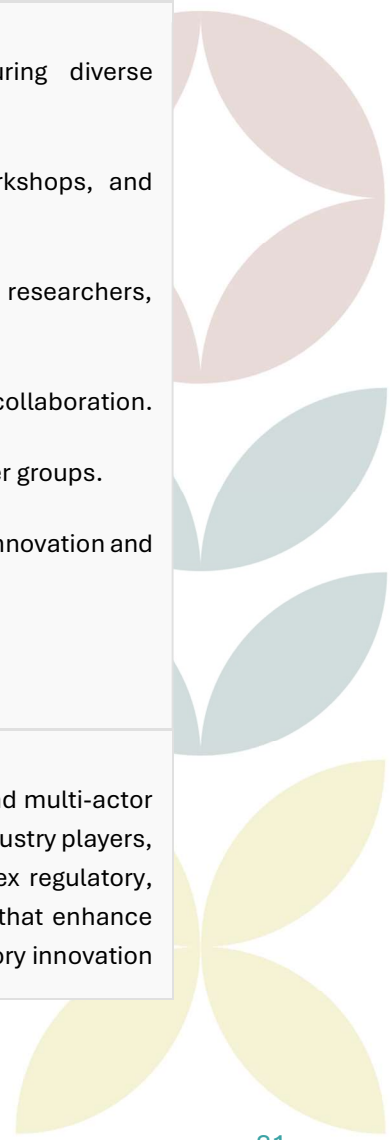 uring diverse
rkshops, and
researchers,
collaboration.
er groups.
nnovation and
nd multi-actor
ustry players,
ex regulatory,
that enhance
ory innovation